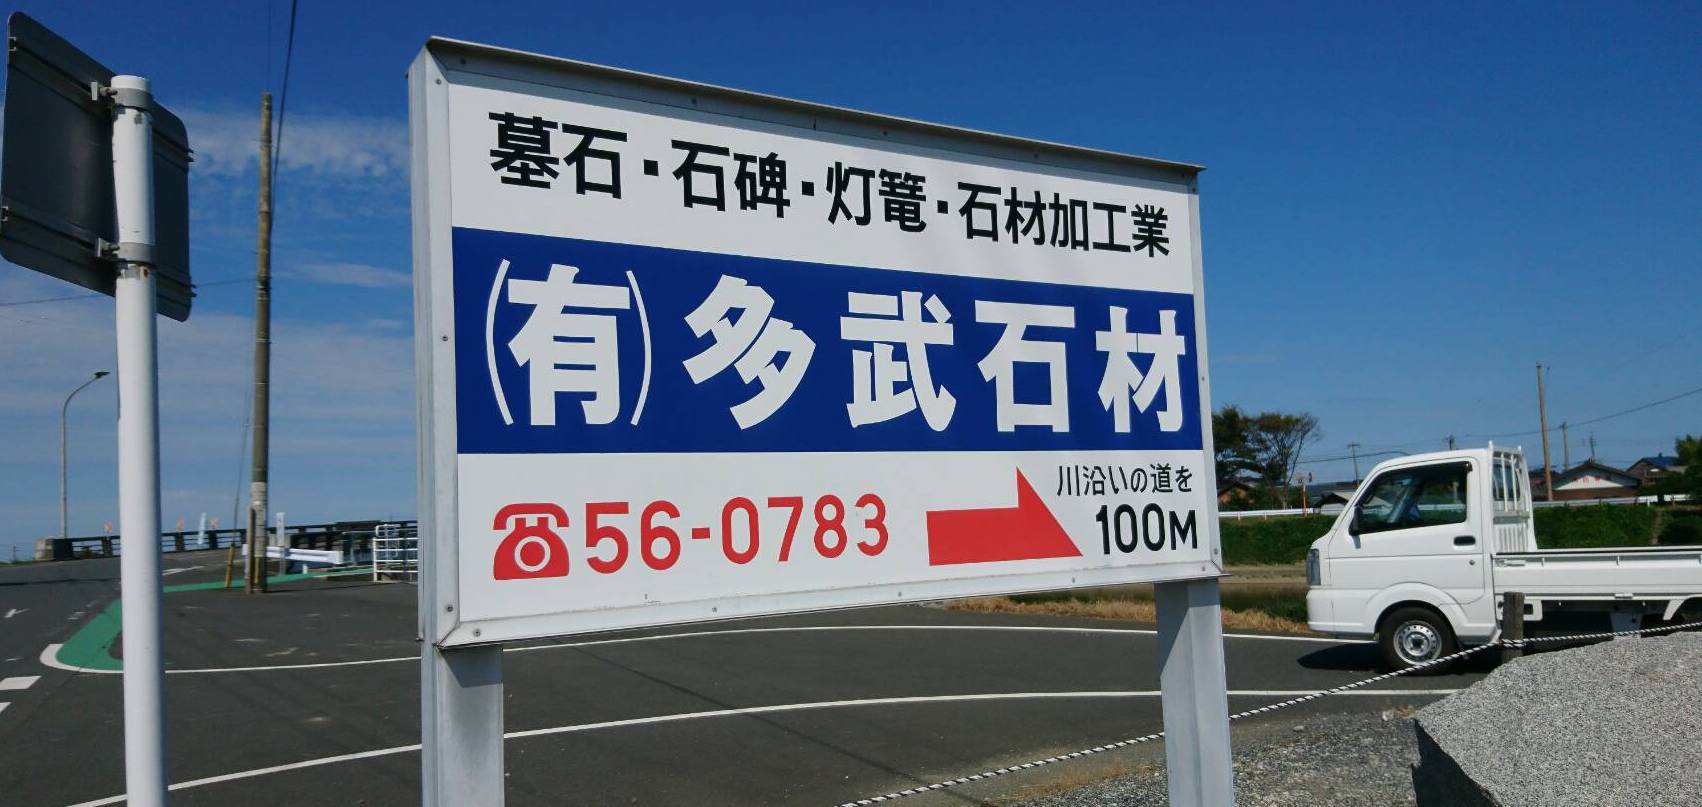 墓石・石碑・灯篭・石材加工業
(有)多武石材
☎56-0783
川沿いの道を
100M